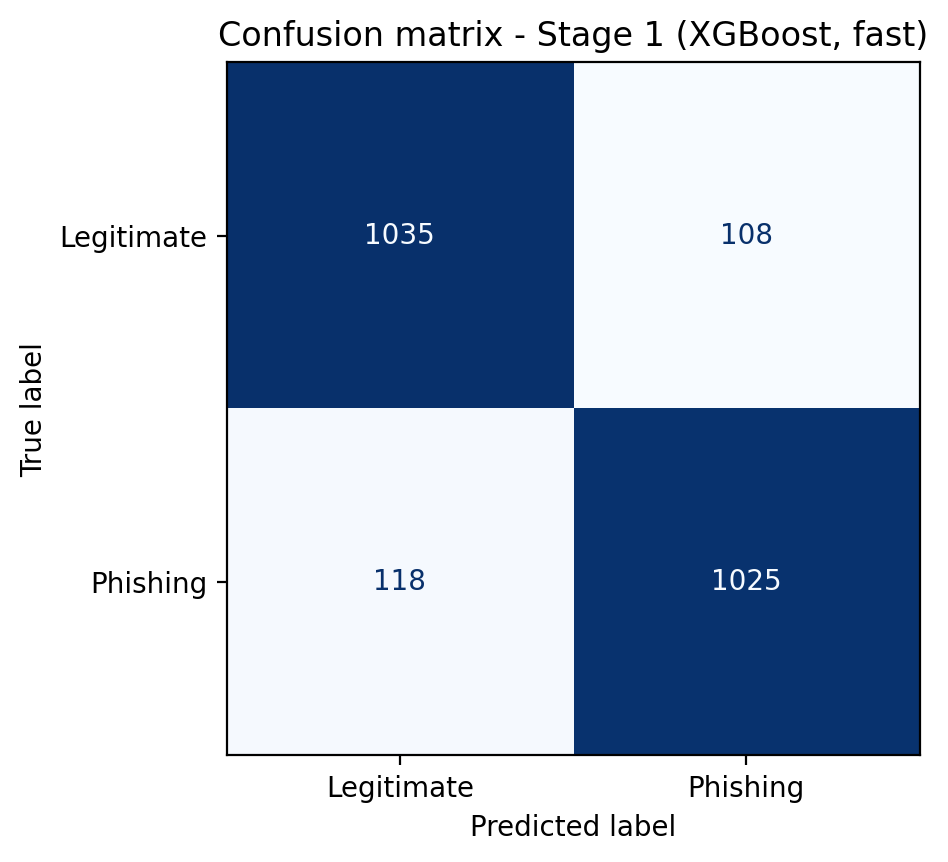 Confusion matrix - Stage 1 (XGBoost, fast)
Legitimate
1035
108
True label
Phishing
118
1025
Legitimate
Phishing
Predicted label